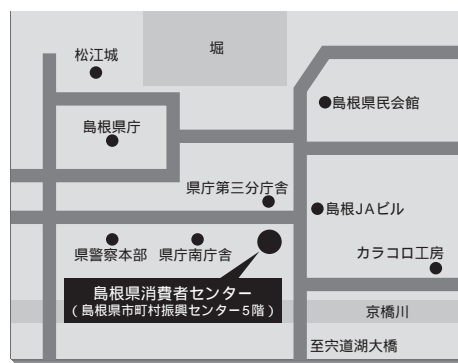 堀
松江城
島根県民会館
島根県庁
県庁第三分庁舎
島根JAビル
県警察本部
県庁南庁舎
カラコロ工房
島根県消費者センター
(島根県市町村振興センター5階)
京橋川
至宍道湖大橋